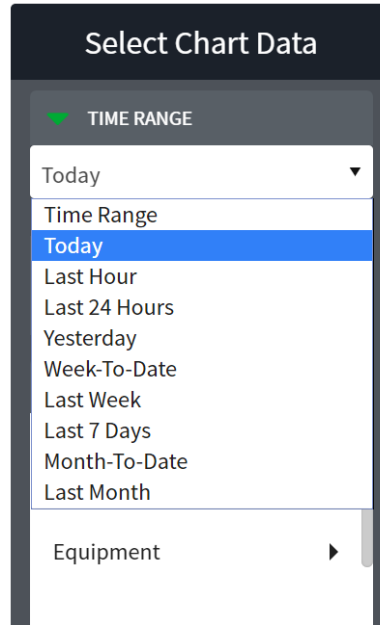 Select Chart Data
TIME RANGE
Today
Time Range
Today
Last Hour
Last 24 Hours
Yesterday
Week-To-Date
Last Week
Last 7 Days
Month-To-Date
Last Month
Equipment